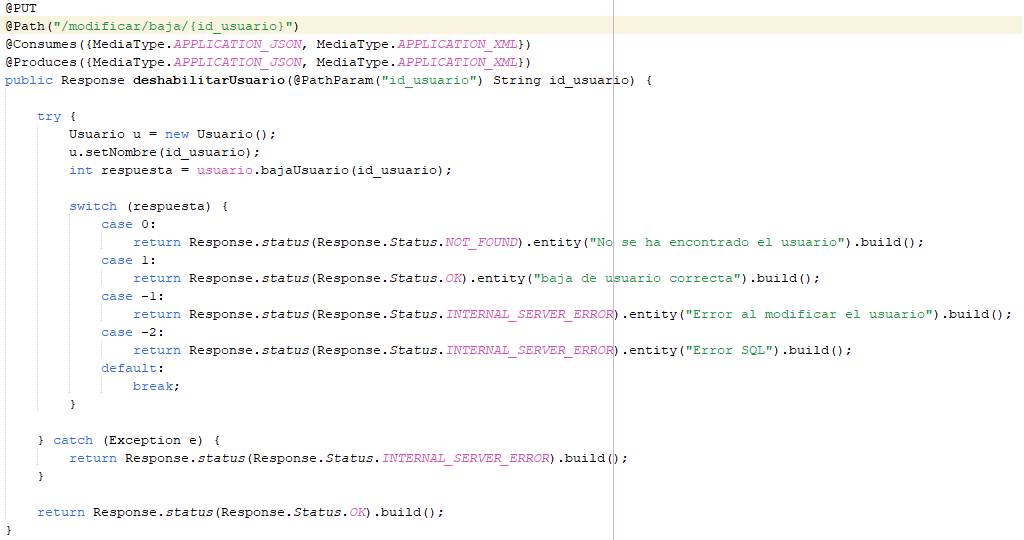 @PUT
@Path("/modificar/baja/{id_usuario}")
@Consumes({MediaType.APPLICATION_JSON, MediaType.APPLICATION_XML})
@Produces({MediaType.APPLICATION_JSON, MediaType.APPLICATION_XML})
public Response deshabilitarUsuario(@PathParam("id_usuario") String id_usuario) {
try {
Usuario u = new Usuario();
u.setNombre(id_usuario);
int respuesta = usuario.bajaUsuario(id_usuario);
switch (respuesta) {
case 0:
return Response.status(Response.Status.NOT_FOUND).entity("No se ha encontrado el usuario").build();
case 1:
return Response.status(Response.Status.OK).entity("baja de usuario correcta").build();
case -1:
return Response.status(Response.Status.INTERNAL_SERVER_ERROR).entity("Error al modificar el usuario").build();
case -2:
return Response.status(Response.Status.INTERNAL_SERVER_ERROR).entity("Error SQL").build();
default:
break;
}
} catch (Exception e) {
return Response.status(Response.Status.INTERNAL_SERVER_ERROR).build();
}
return Response.status(Response.Status.OK).build();
}